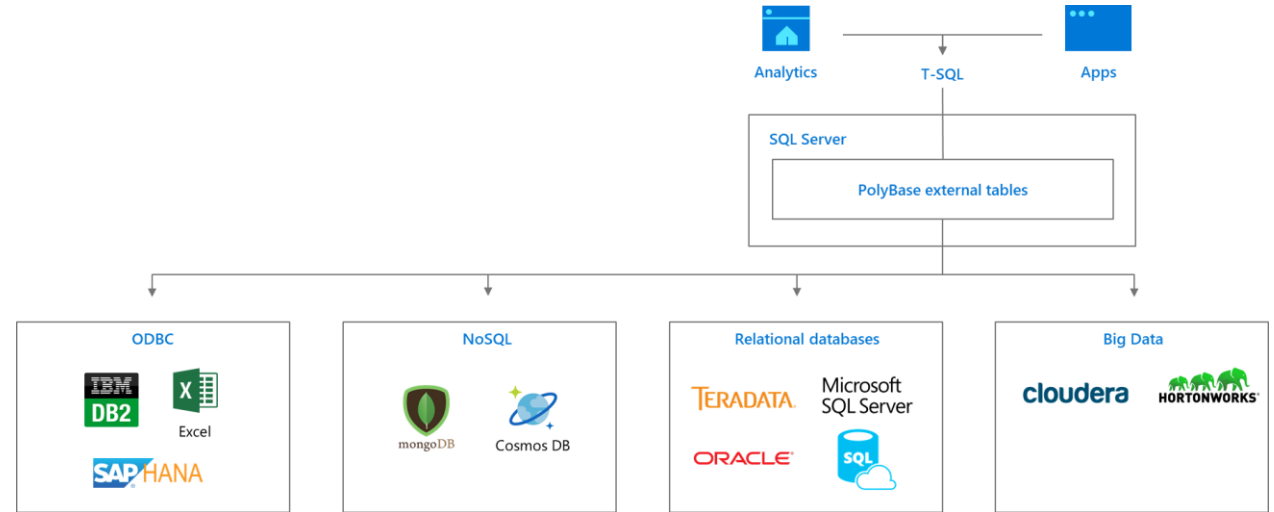 Analytics
T-SQL
Apps
SQL Server
PolyBase external tables
ODBC
IBM
DB2
Excel
SAP HANA
NoSQL
mongoDB
Cosmos DB
Relational databases
TERADATA.
Microsoft
SQL Server
ORACLE
SQL
Big Data
cloudera
HORTONWORKS